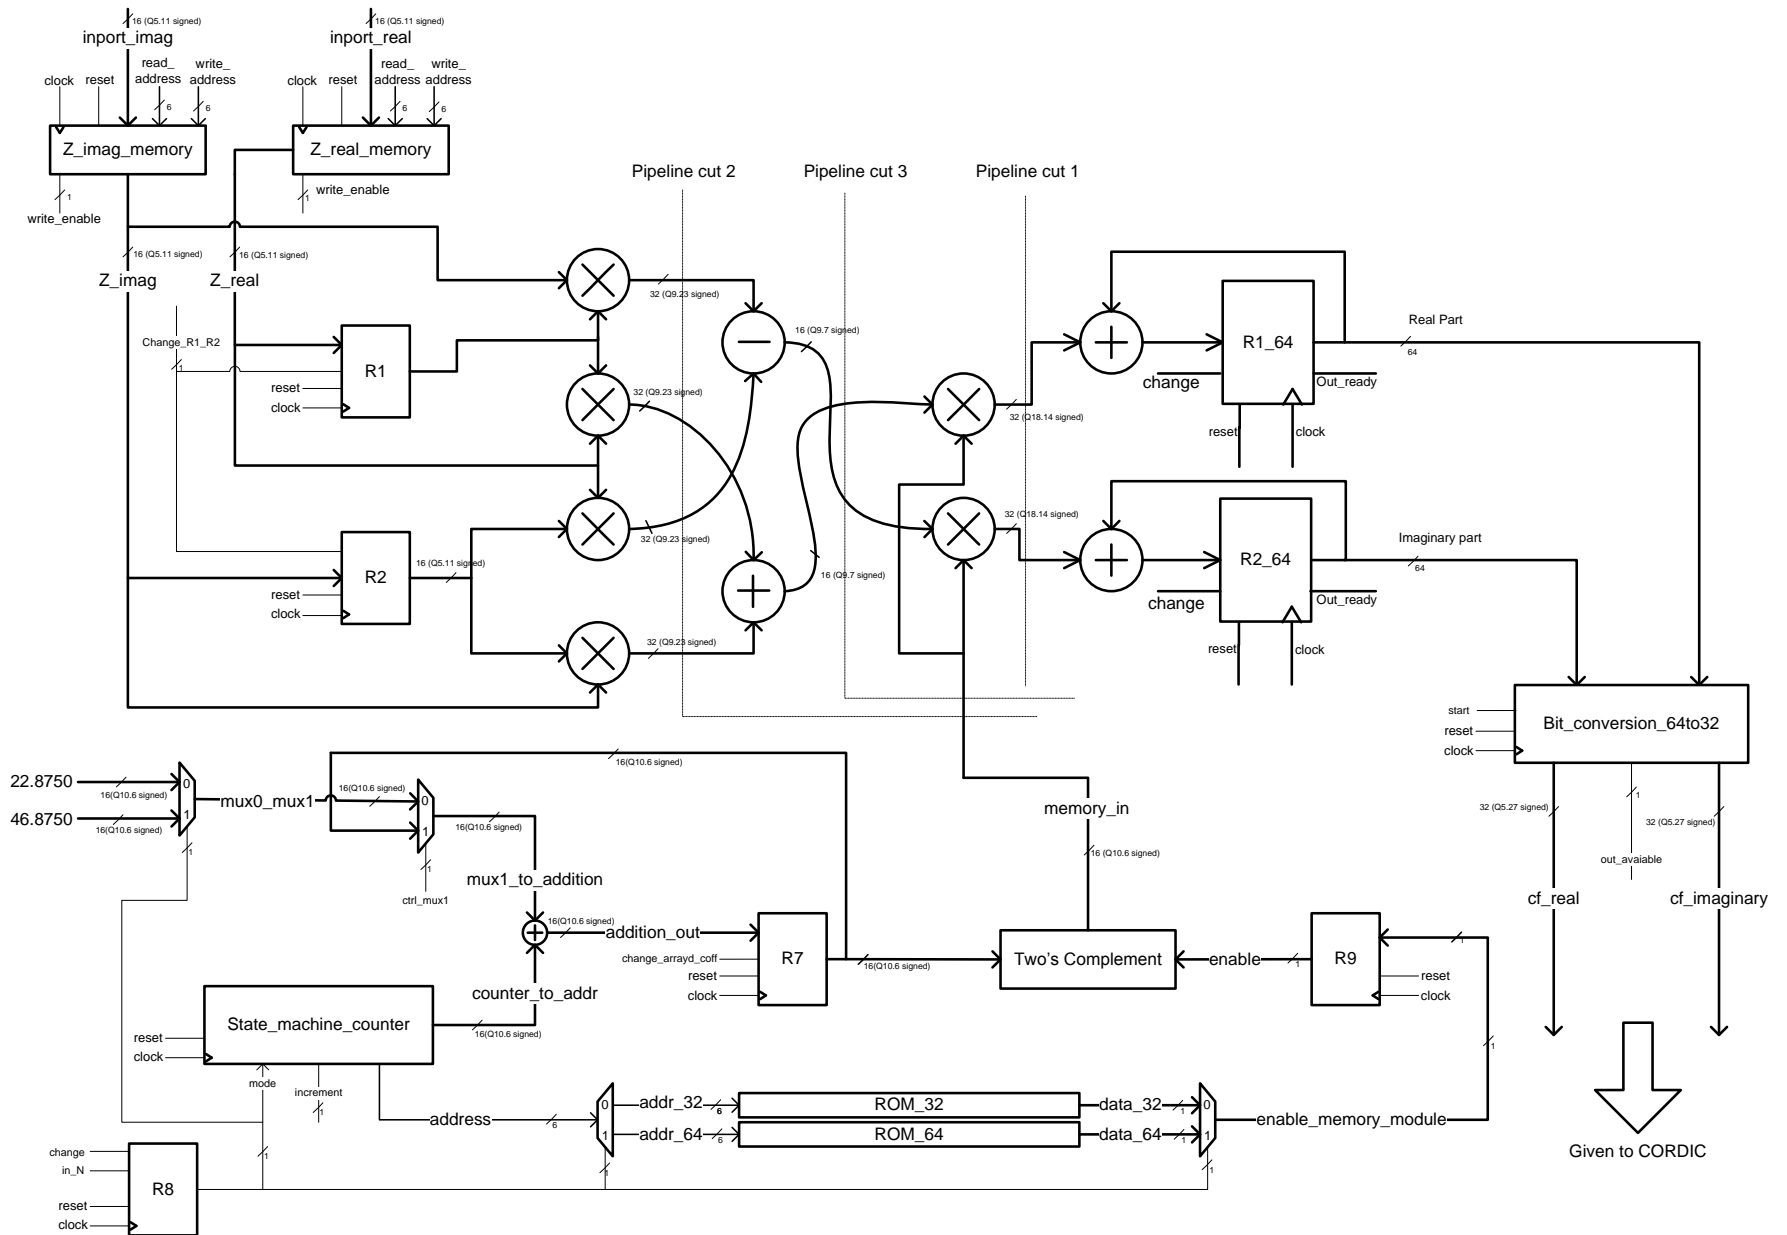 16 (Q5.11 signed)
inport_imag
clock
reset
read_
address
write_
address
6
6
Z_imag_memory
1
write_enable
16 (Q5.11 signed)
inport_real
clock
reset
read_
address
write_
address
6
6
Z_real_memory
1
write_enable
Pipeline cut 2
Pipeline cut 3
Pipeline cut 1
16 (Q5.11 signed)
16 (Q5.11 signed)
Z_imag
Z_real
Change_R1_R2
1
R1
reset
clock
R2
reset
clock
16 (Q5.11 signed)
32 (Q9.23 signed)
32 (Q9.23 signed)
32 (Q9.23 signed)
32 (Q9.23 signed)
16 (Q9.7 signed)
16 (Q9.7 signed)
32 (Q18.14 signed)
32 (Q18.14 signed)
R1_64
change
Out_ready
reset
clock
Real Part
64
R2_64
change
Out_ready
reset
clock
Imaginary part
64
start
reset
clock
Bit_conversion_64to32
32 (Q5.27 signed)
1
32 (Q5.27 signed)
out_avaiable
cf_real
cf_imaginary
Given to CORDIC
22.8750
16(Q10.6 signed)
46.8750
16(Q10.6 signed)
0
1
1
mux0_mux1
16(Q10.6 signed)
16(Q10.6 signed)
0
1
1
ctrl_mux1
16(Q10.6 signed)
mux1_to_addition
16(Q10.6 signed)
addition_out
change_arrayd_coff
reset
clock
R7
16(Q10.6 signed)
memory_in
16 (Q10.6 signed)
Two's Complement
enable
1
R9
reset
clock
1
1
counter_to_addr
16(Q10.6 signed)
State_machine_counter
reset
clock
mode
increment
1
address
6
0
1
1
addr_32
6
ROM_32
data_32
1
addr_64
6
ROM_64
data_64
1
0
1
1
enable_memory_module
change
in_N
reset
clock
R8
1